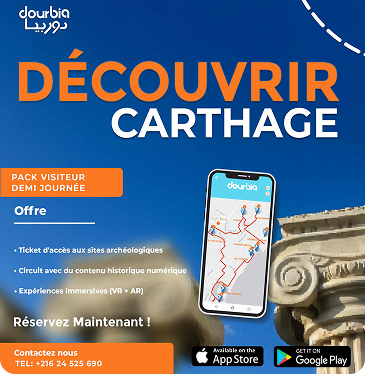 dourbia
دوربيا
DÉCOUVRIR
CARTHAGE
PACK VISITEUR
DEMI JOURNÉE
Offre
• Ticket d'accès aux sites archéologiques
• Circuit avec du contenu historique numérique
• Expériences immersives (VR + AR)
dourbia
Réservez Maintenant !
Contactez nous
TEL: +216 24 525 690
Available on the
App Store
GET IT ON
Google Play